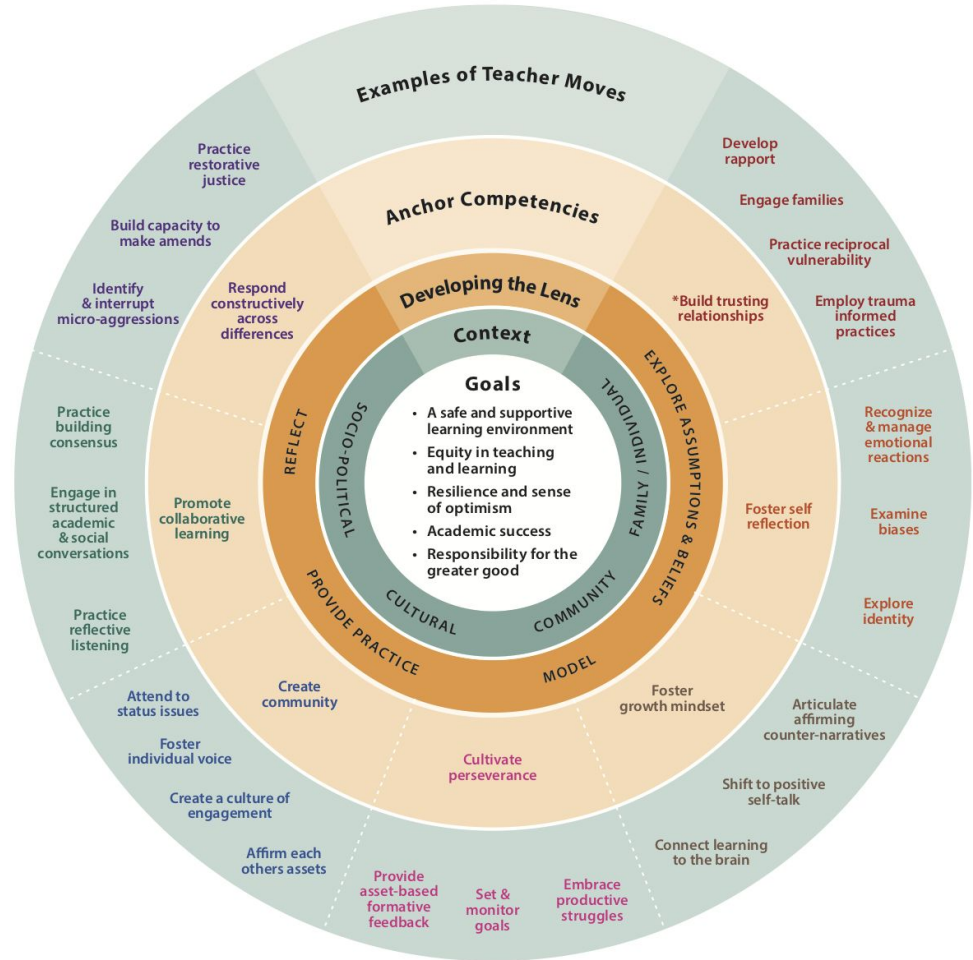 Examples of Teacher Moves
Anchor Competencies
Developing the Lens
Context
Goals
• A safe and supportive
learning environment
• Equity in teaching
and learning
• Resilience and sense
of optimism
• Academic success
• Responsibility for the
greater good
SOCIO-POLITICAL
CULTURAL
COMMUNITY
FAMILY / INDIVIDUAL
REFLECT
PROVIDE PRACTICE
MODEL
EXPLORE ASSUMPTIONS & BELIEFS
*Build trusting
relationships
Develop
rapport
Engage families
Practice reciprocal
vulnerability
Employ trauma
informed
practices
Foster self
reflection
Recognize
& manage
emotional
reactions
Examine
biases
Explore
identity
Foster
growth mindset
Articulate
affirming
counter-narratives
Shift to positive
self-talk
Connect learning
to the brain
Cultivate
perseverance
Embrace
productive
struggles
Set &
monitor
goals
Provide
asset-based
formative
feedback
Create
community
Attend to
status issues
Foster
individual voice
Create a culture of
engagement
Affirm each
others assets
Promote
collaborative
learning
Practice
building
consensus
Engage in
structured
academic
& social
conversations
Practice
reflective
listening
Respond
constructively
across
differences
Practice
restorative
justice
Build capacity to
make amends
Identify
& interrupt
micro-aggressions